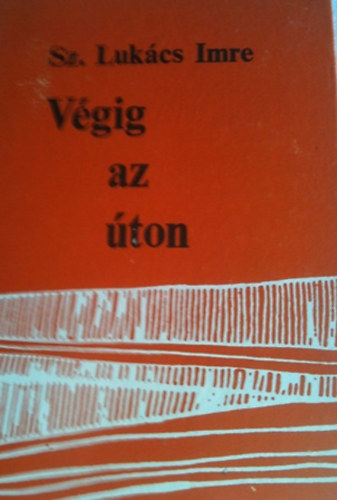 Sz. Lukács Imre
Végig
az
úton